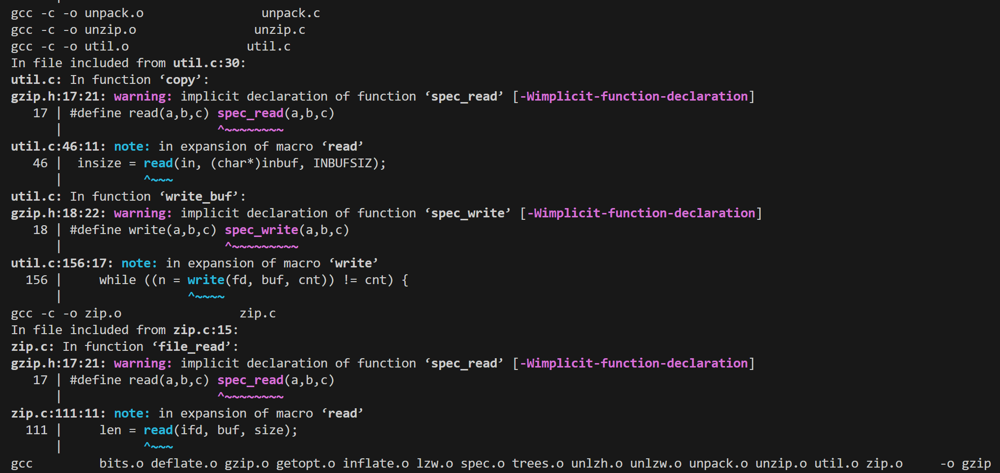 gcc -c -o unpack.o                unpack.c
gcc -c -o unzip.o                unzip.c
gcc -c -o util.o                util.c
In file included from util.c:30:
util.c: In function ‘copy’:
gzip.h:17:21: warning: implicit declaration of function ‘spec_read’ [-Wimplicit-function-declaration]
   17 | #define read(a,b,c) spec_read(a,b,c)
      |                     ^~~~~~~~~
util.c:46:11: note: in expansion of macro ‘read’
   46 |  insize = read(in, (char*)inbuf, INBUFSIZ);
      |           ^~~~
util.c: In function ‘write_buf’:
gzip.h:18:22: warning: implicit declaration of function ‘spec_write’ [-Wimplicit-function-declaration]
   18 | #define write(a,b,c) spec_write(a,b,c)
      |                      ^~~~~~~~~~
util.c:156:17: note: in expansion of macro ‘write’
  156 |     while ((n = write(fd, buf, cnt)) != cnt) {
      |                 ^~~~~
gcc -c -o zip.o                zip.c
In file included from zip.c:15:
zip.c: In function ‘file_read’:
gzip.h:17:21: warning: implicit declaration of function ‘spec_read’ [-Wimplicit-function-declaration]
   17 | #define read(a,b,c) spec_read(a,b,c)
      |                     ^~~~~~~~~
zip.c:111:11: note: in expansion of macro ‘read’
  111 |     len = read(ifd, buf, size);
      |           ^~~~
gcc         bits.o deflate.o gzip.o getopt.o inflate.o lzw.o spec.o trees.o unlzh.o unlzw.o unpack.o unzip.o util.o zip.o     -o gzip